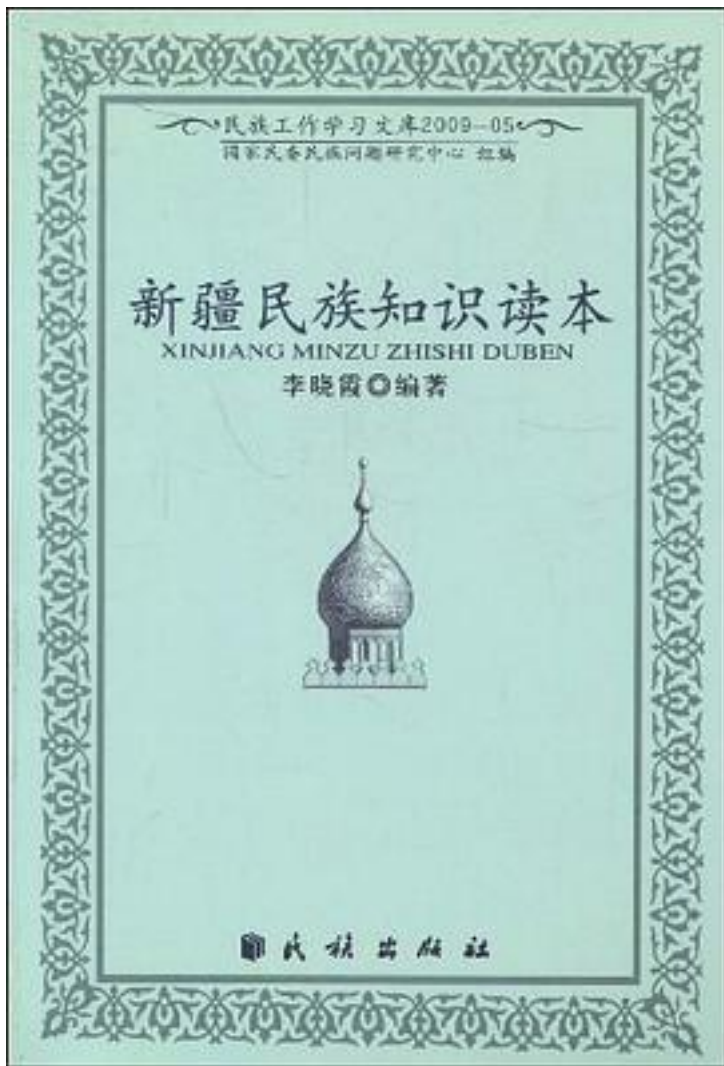 民族工作学习文库2009-05
国家民委民族问题研究中心 组编
新疆民族知识读本
XINJIANG MINZU ZHISHI DUBEN
李晓霞◎编著
民族出版社